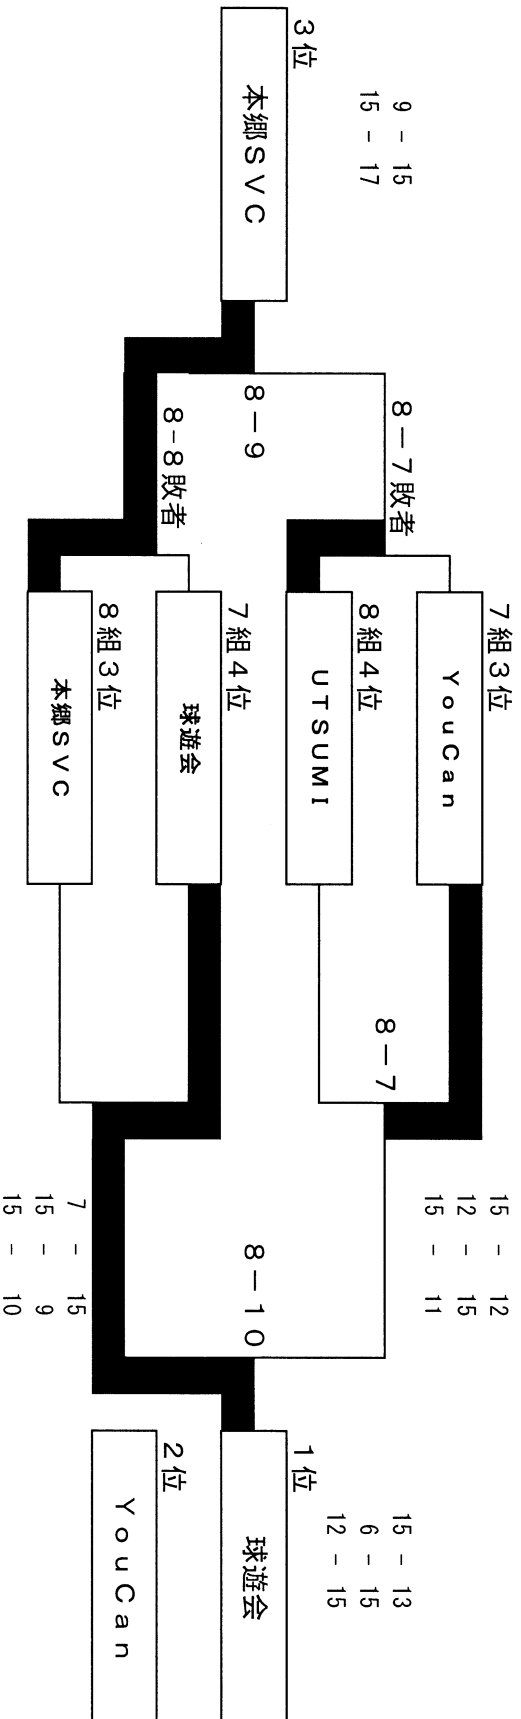 3位
本郷SVC
9 - 15
15 - 17
8-9
8-7敗者
8-8敗者
7組3位
YouCan
8組4位
UTSUMI
7組4位
球遊会
8組3位
本郷SVC
8-7
15 - 12
12 - 15
15 - 11
8-10
7 - 15
15 - 9
15 - 10
1位
球遊会
15 - 13
6 - 15
12 - 15
2位
YouCan